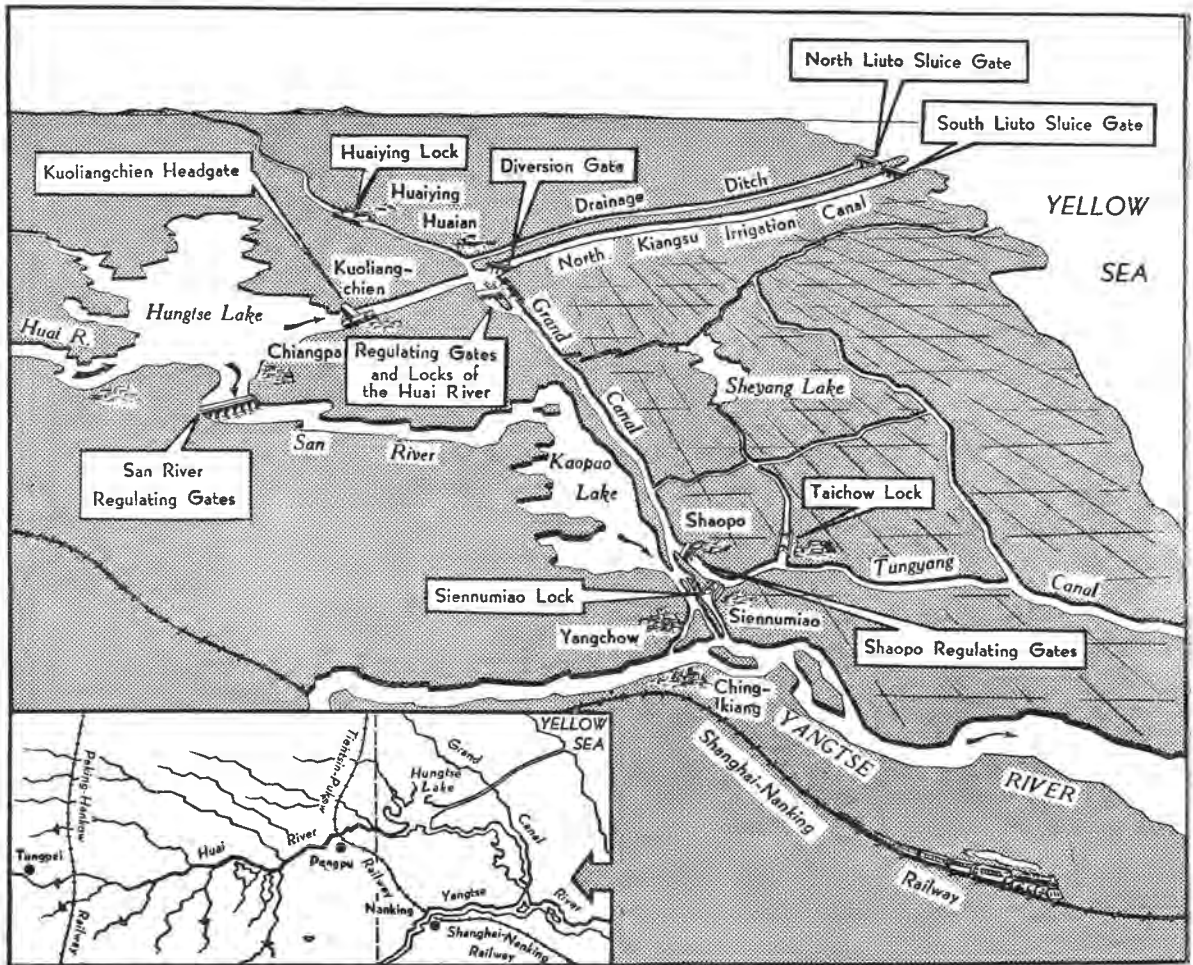 North Liuto Sluice Gate
South Liuto Sluice Gate
Huaiying Lock
Diversion Gate
Kuoliangchien Headgate
Huaiying
Huaian
Drainage Ditch
North Kiangsu Irrigation Canal
YELLOW
SEA
Kuoliang-
chien
Hungtse Lake
Huai R.
Chiangpa
Regulating Gates
and Locks of
the Huai River
Grand
Canal
Sheyang Lake
San River
San River
Regulating Gates
Kaopao
Lake
Taichow Lock
Shaopo
Tungyang
Canal
Siennumiao Lock
Siennumiao
Yangchow
Shaopo Regulating Gates
Ching-
kiang
YANGTSE
RIVER
Shanghai-Nanking
Railway
YELLOW
SEA
Peking-Hankow
Railway
Tientsin-Pukow
Railway
Grand
Canal
Hungtse
Lake
Huai River
Tungpei
Pengpu
Nanking
Yangtse River
Shanghai-Nanking
Railway